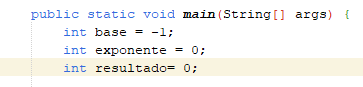 public static void main(String[] args) {
int base = -1;
int exponente = 0;
int resultado= 0;